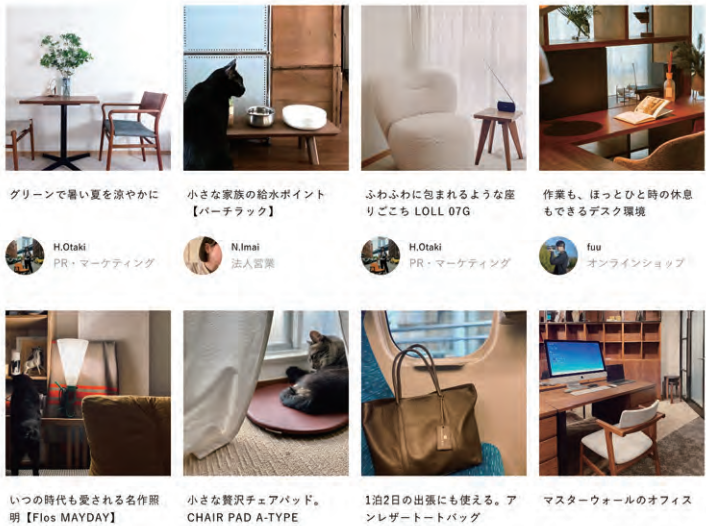 グリーンで暑い夏を涼やかに
小さな家族の給水ポイント
【バーチラック】
ふわふわに包まれるような座
りごこち LOLL 07G
作業も、ほっとひと時の休息
もできるデスク環境
H.Otaki
PR・マーケティング
N.Imai
法人営業
H.Otaki
PR・マーケティング
fuu
オンラインショップ
いつの時代も愛される名作照
明【Flos MAYDAY】
小さな贅沢チェアパッド。
CHAIR PAD A-TYPE
1泊2日の出張にも使える。ア
ンレザートートバッグ
マスターウォールのオフィス